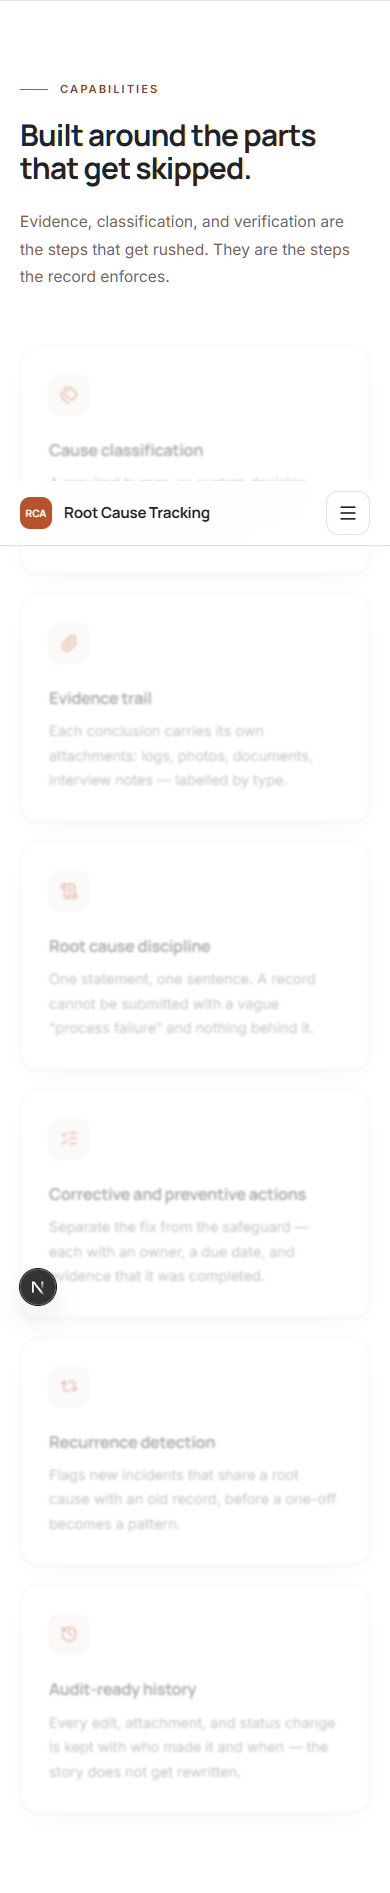 CAPABILITIES
Built around the parts
that get skipped.
Evidence, classification, and verification are
the steps that get rushed. They are the steps
the record enforces.
Cause classification
RCA Root Cause Tracking
Evidence trail
Each conclusion carries its own
attachments: logs, photos, documents,
interview notes — labelled by type.
Root cause discipline
One statement, one sentence. A record
cannot be submitted with a vague
“process failure” and nothing behind it.
Corrective and preventive actions
Separate the fix from the safeguard —
each with an owner, a due date, and
evidence that it was completed.
N
Recurrence detection
Flags new incidents that share a root
cause with an old record, before a one-off
becomes a pattern.
Audit-ready history
Every edit, attachment, and status change
is kept with who made it and when — the
story does not get rewritten.